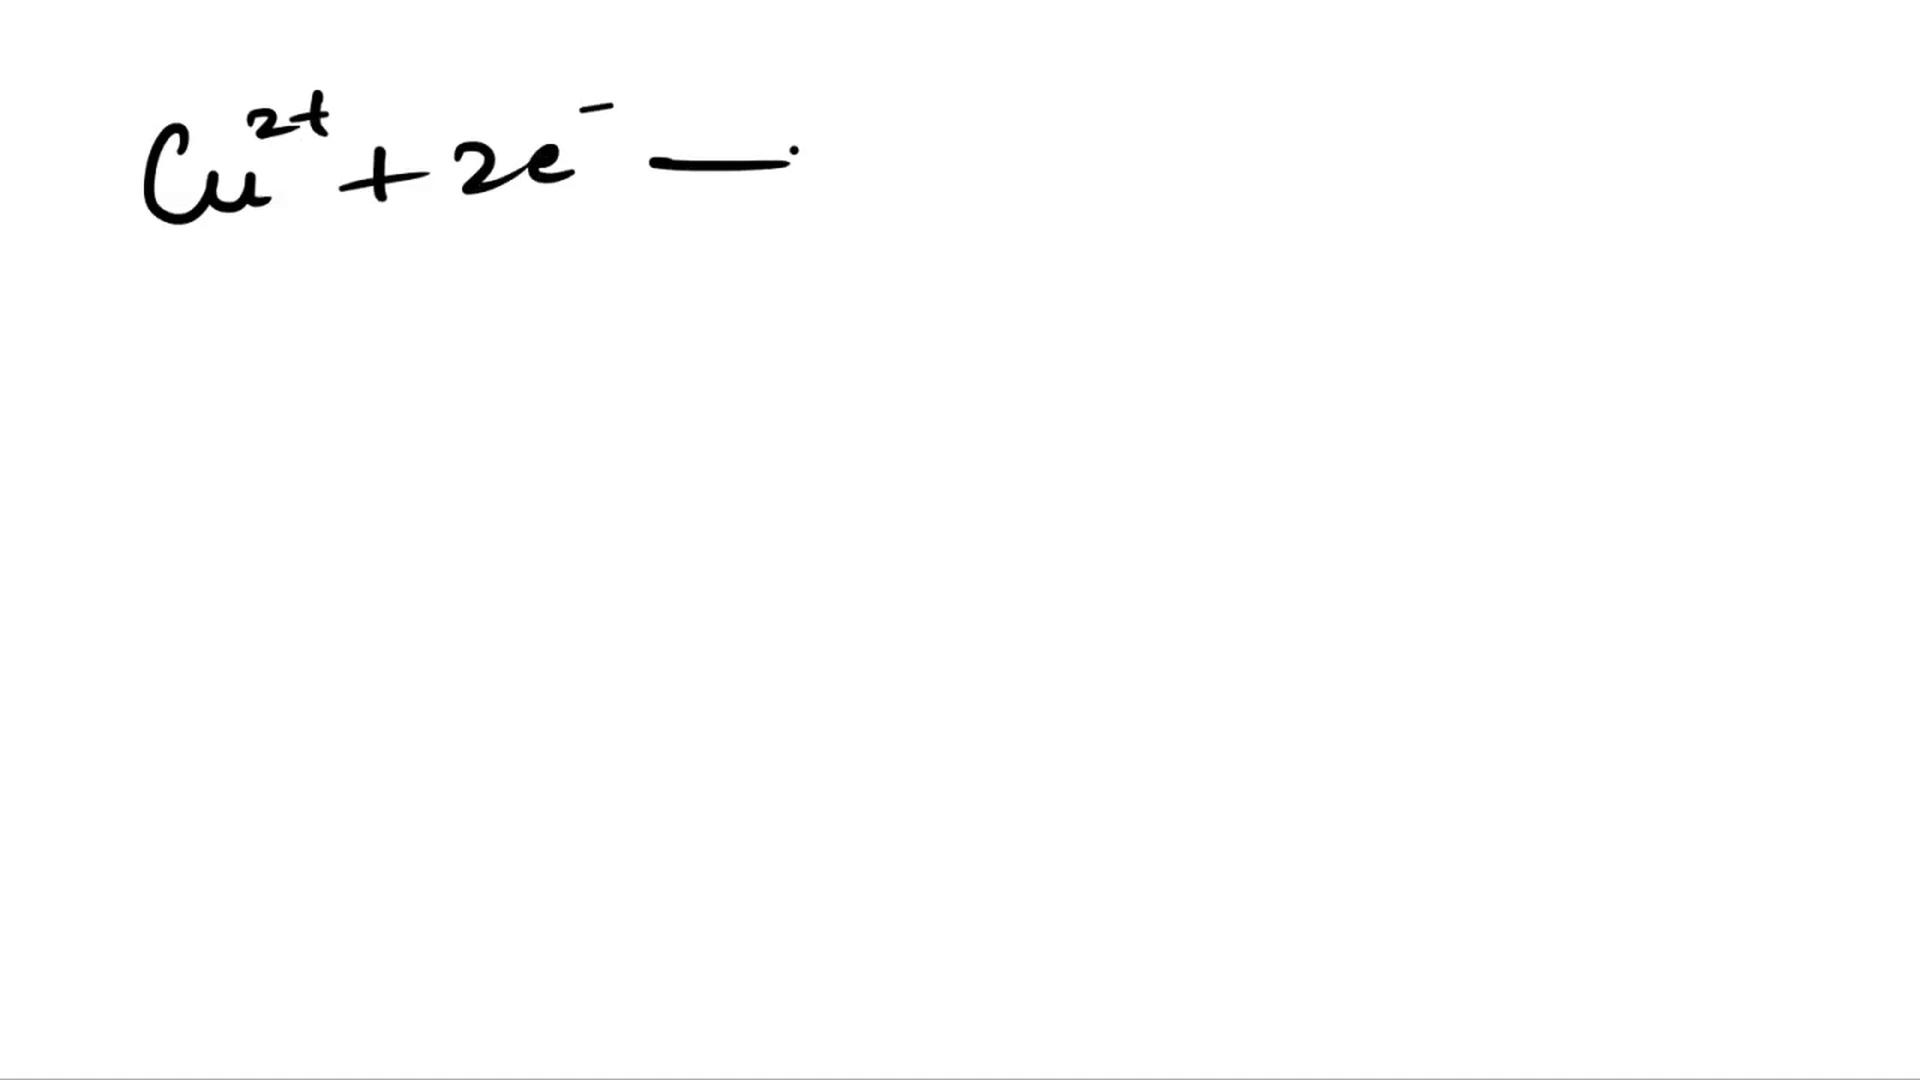 Cu²⁺ + 2e⁻ —